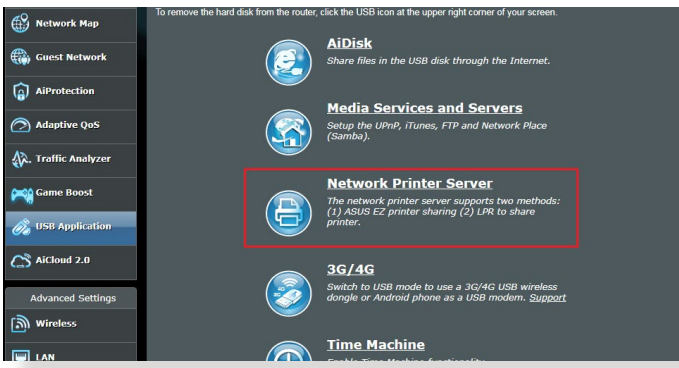 To remove the hard disk from the router, click the USB icon at the upper right corner of your screen.
Network Map
Guest Network
AiProtection
Adaptive QoS
Traffic Analyzer
Game Boost
USB Application
AiCloud 2.0
Advanced Settings
Wireless
LAN
AiDisk
Share files in the USB disk through the Internet.
Media Services and Servers
Setup the UPnP, iTunes, FTP and Network Place
(Samba).
Network Printer Server
The network printer server supports two methods:
(1) ASUS EZ printer sharing (2) LPR to share
printer.
3G/4G
Switch to USB mode to use a 3G/4G USB wireless
dongle or Android phone as a USB modem. Support
Time Machine
Enable Time Machine functionality.